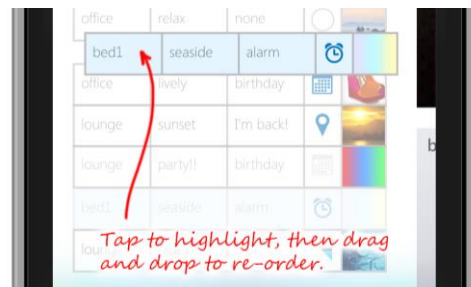 office relax none
bed1 seaside alarm
office lively birthday
lounge sunset I'm back!
lounge party!! birthday
bed1 seaside alarm
Tap to highlight, then drag
and drop to re-order.